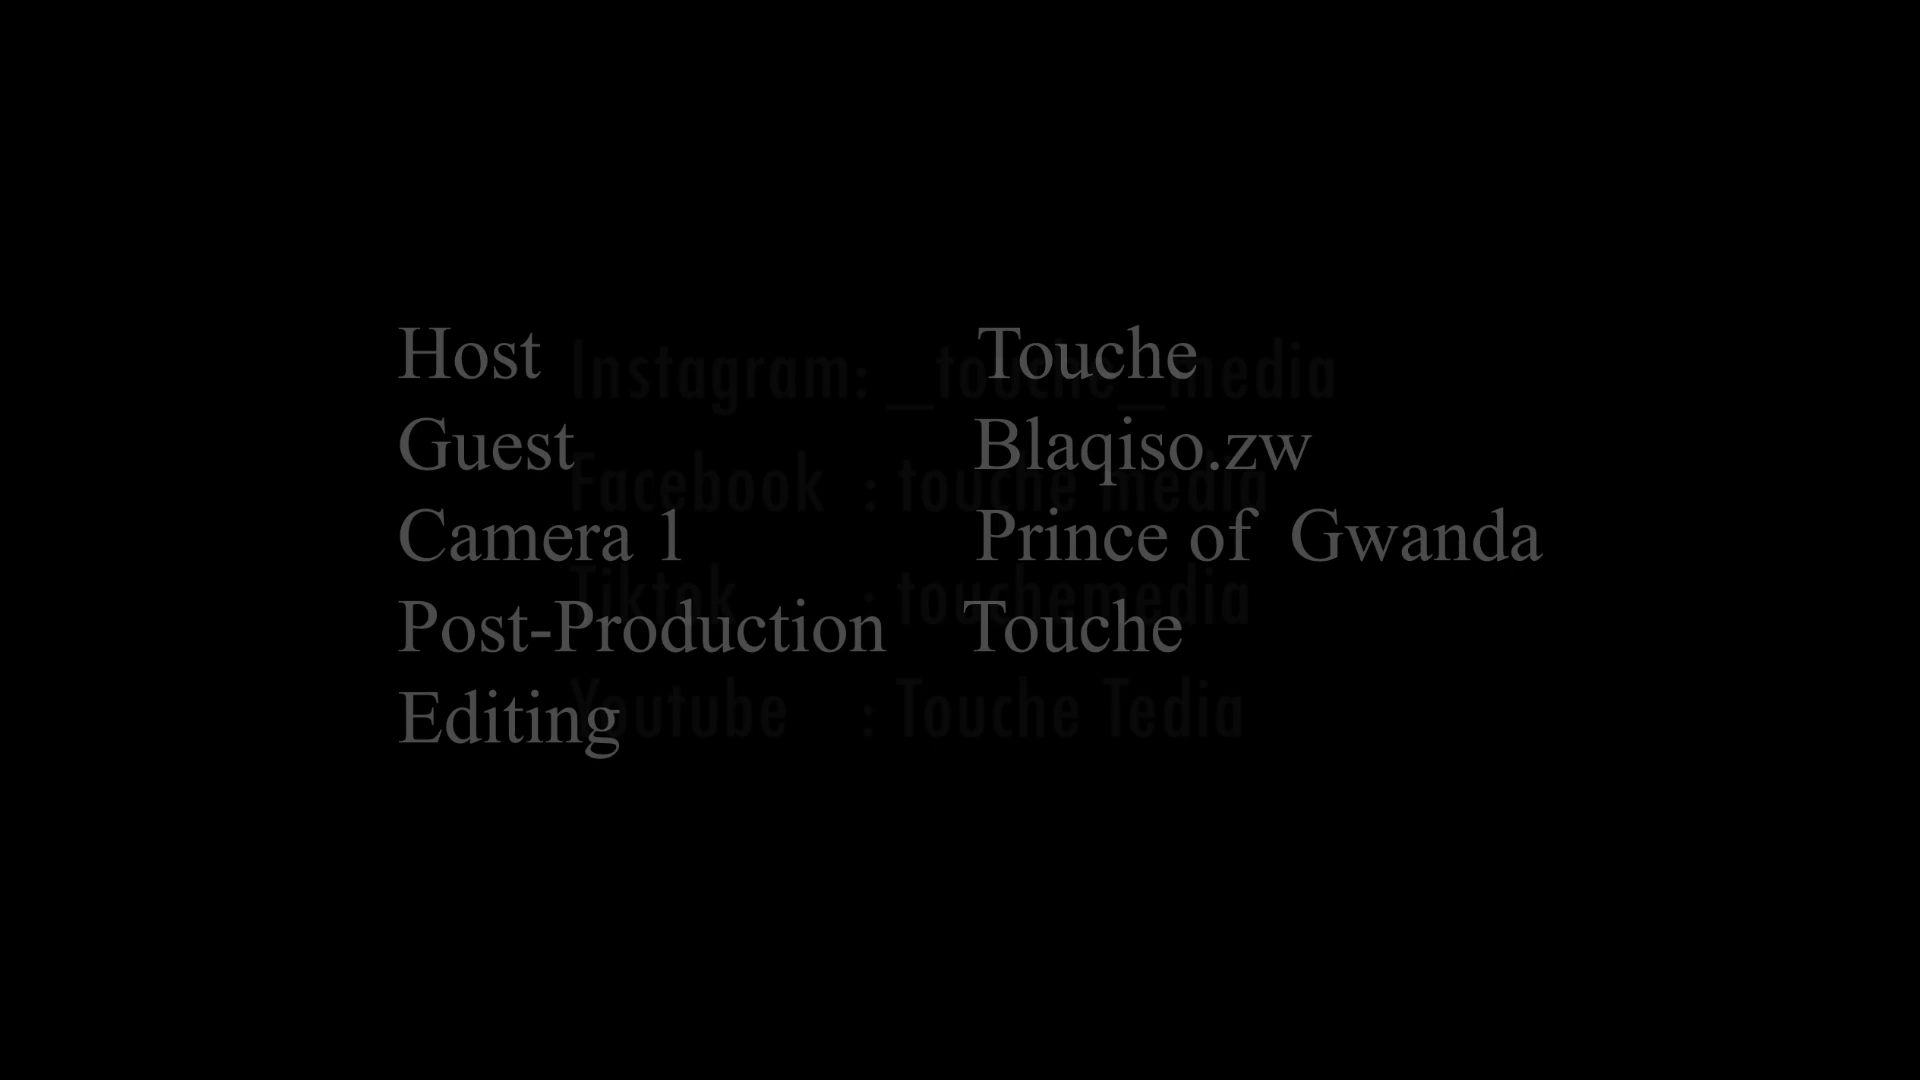 Host Touche
Guest Blaqiso.zw
Camera 1 Prince of Gwanda
Post-Production Touche
Editing
Instagram: _touche_media
Facebook : touche media
Tiktok : touchemedia
Youtube : Touche Tedia